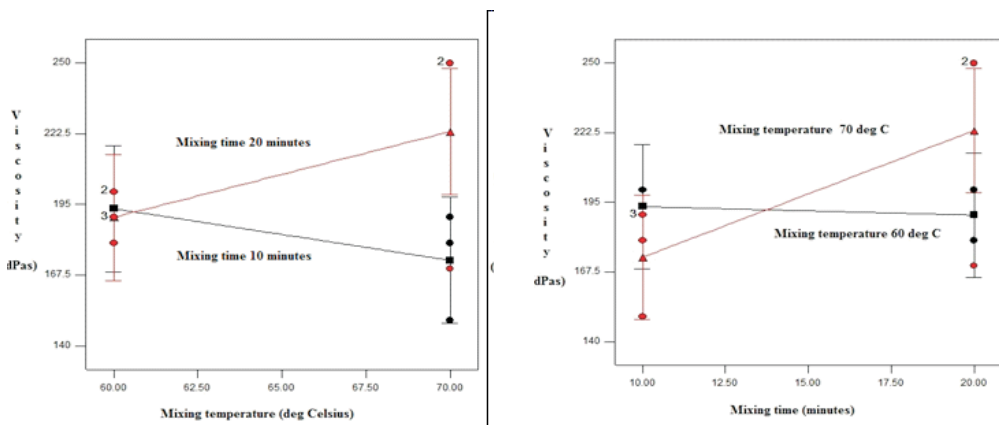 250
222.5
195
167.5
140
Viscosity
dPas)
2
2
3
Mixing time 20 minutes
Mixing time 10 minutes
60.00 62.50 65.00 67.50 70.00
Mixing temperature (deg Celsius)
(
250
222.5
195
167.5
140
Viscosity
dPas)
2
3
Mixing temperature 70 deg C
Mixing temperature 60 deg C
10.00 12.50 15.00 17.50 20.00
Mixing time (minutes)